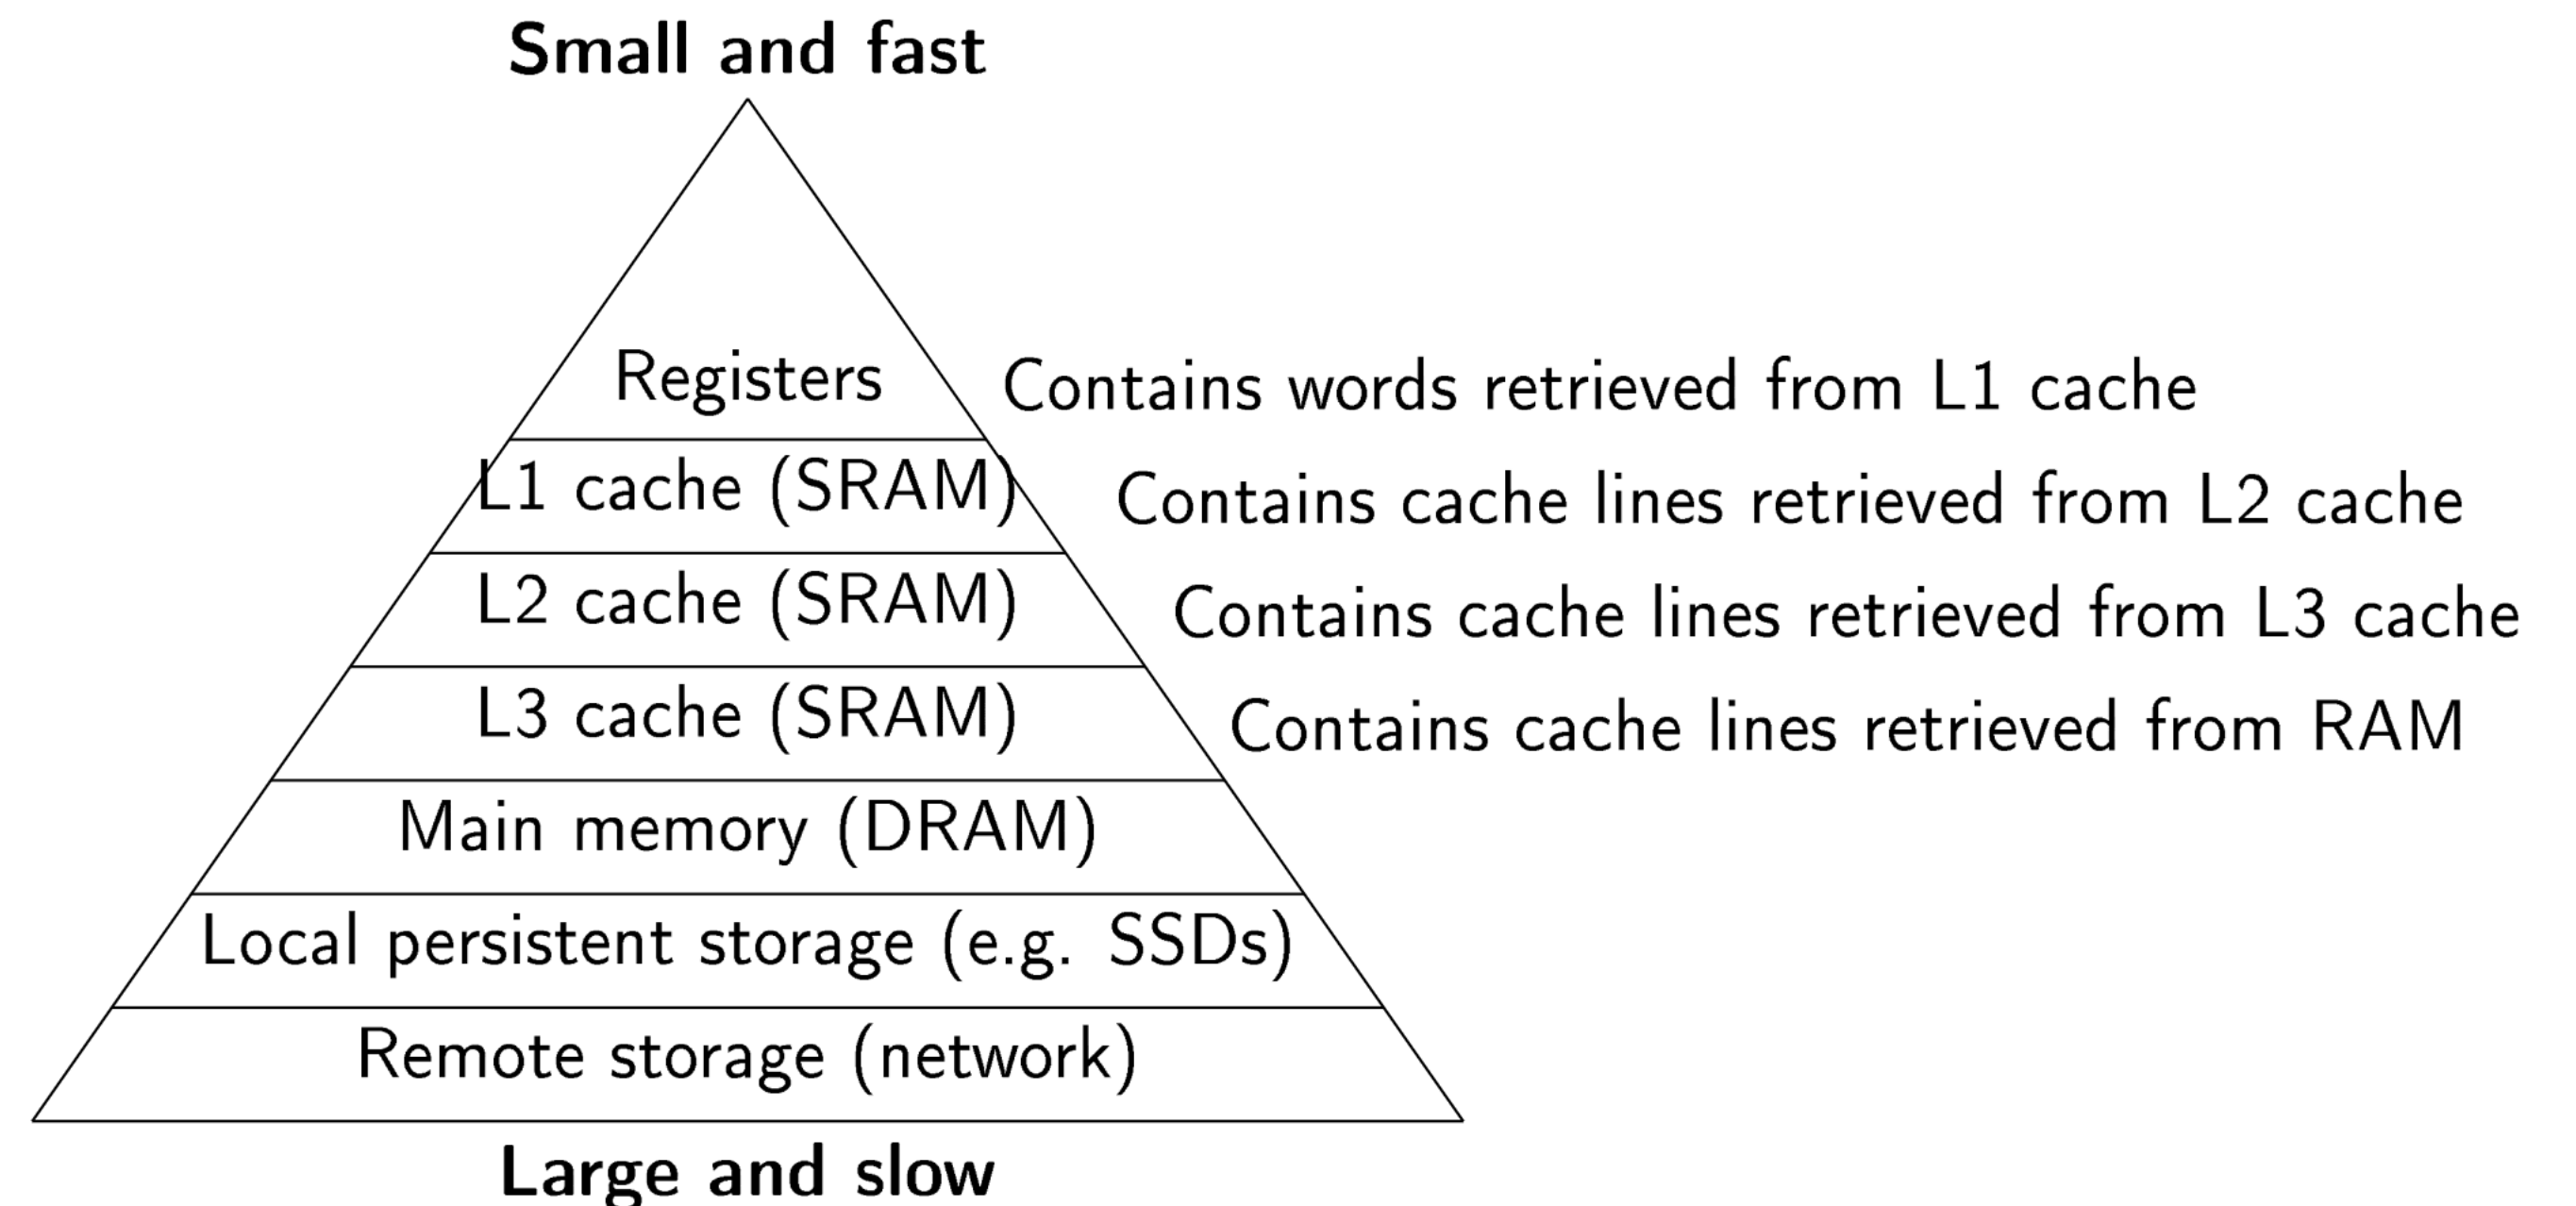 Small and fast
Registers
Contains words retrieved from L1 cache
L1 cache (SRAM)
Contains cache lines retrieved from L2 cache
L2 cache (SRAM)
Contains cache lines retrieved from L3 cache
L3 cache (SRAM)
Contains cache lines retrieved from RAM
Main memory (DRAM)
Local persistent storage (e.g. SSDs)
Remote storage (network)
Large and slow